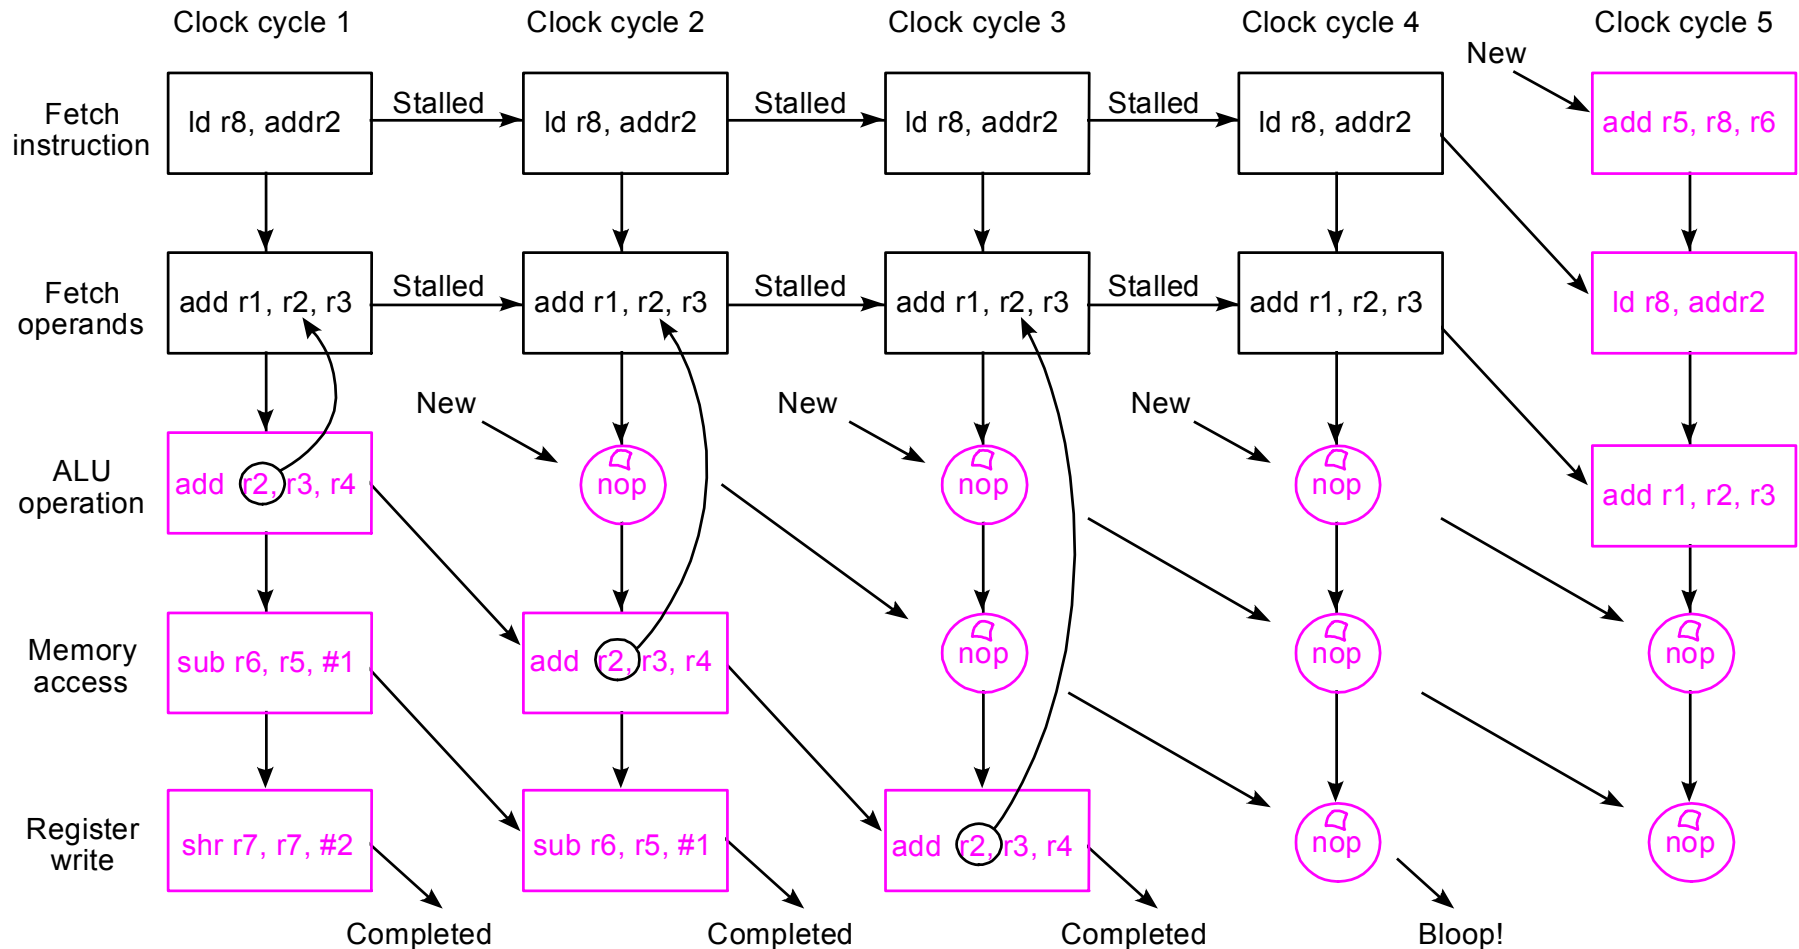 Clock cycle 1
Clock cycle 2
Clock cycle 3
Clock cycle 4
Clock cycle 5
New
Fetch
instruction
ld r8, addr2
Stalled
ld r8, addr2
Stalled
ld r8, addr2
Stalled
ld r8, addr2
add r5, r8, r6
Fetch
operands
add r1, r2, r3
Stalled
add r1, r2, r3
Stalled
add r1, r2, r3
Stalled
add r1, r2, r3
ld r8, addr2
New
New
New
ALU
operation
add r2, r3, r4
nop
nop
nop
add r1, r2, r3
Memory
access
sub r6, r5, #1
add r2, r3, r4
nop
nop
nop
Register
write
shr r7, r7, #2
sub r6, r5, #1
add r2, r3, r4
nop
nop
Completed
Completed
Completed
Bloop!